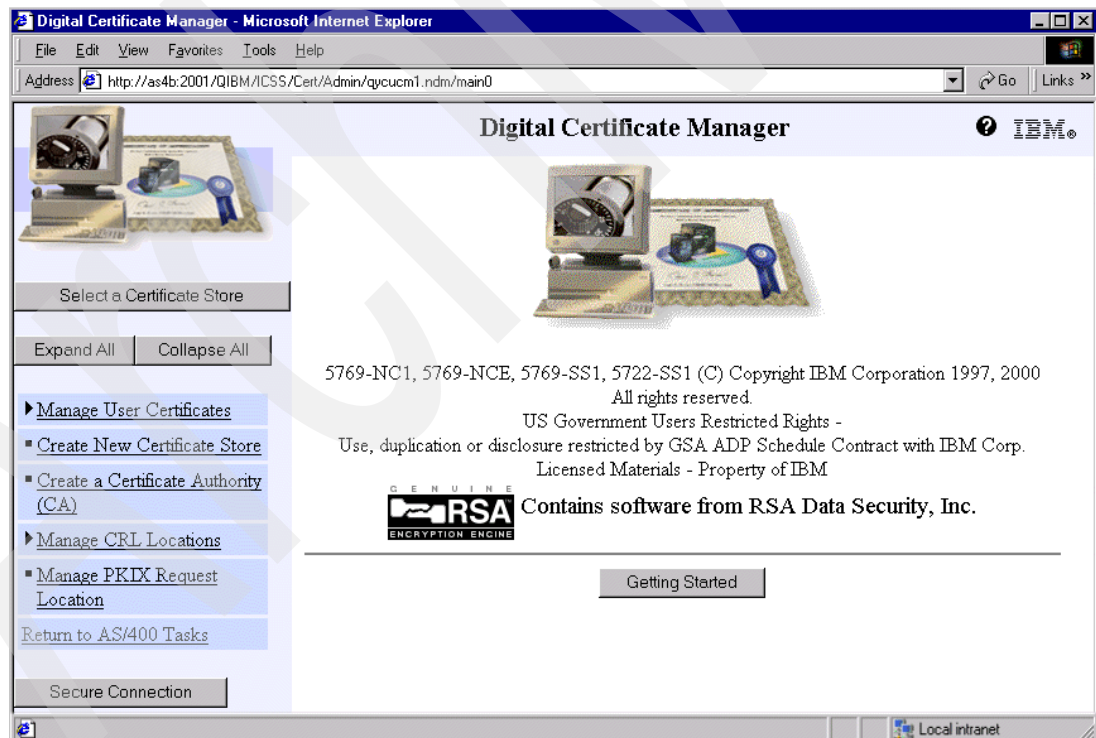 Digital Certificate Manager - Microsoft Internet Explorer
File Edit View Favorites Tools Help
Address http://as4b:2001/QIBM/ICSS/Cert/Admin/qycucm1.ndm/main0 Go Links »
Digital Certificate Manager
? IBM®
Select a Certificate Store
Expand All Collapse All
Manage User Certificates
Create New Certificate Store
Create a Certificate Authority
(CA)
Manage CRL Locations
Manage PKIX Request
Location
Return to AS/400 Tasks
Secure Connection
5769-NC1, 5769-NCE, 5769-SS1, 5722-SS1 (C) Copyright IBM Corporation 1997, 2000
All rights reserved.
US Government Users Restricted Rights -
Use, duplication or disclosure restricted by GSA ADP Schedule Contract with IBM Corp.
Licensed Materials - Property of IBM
GENUINE
RSA
ENCRYPTION ENGINE
Contains software from RSA Data Security, Inc.
Getting Started
Local intranet